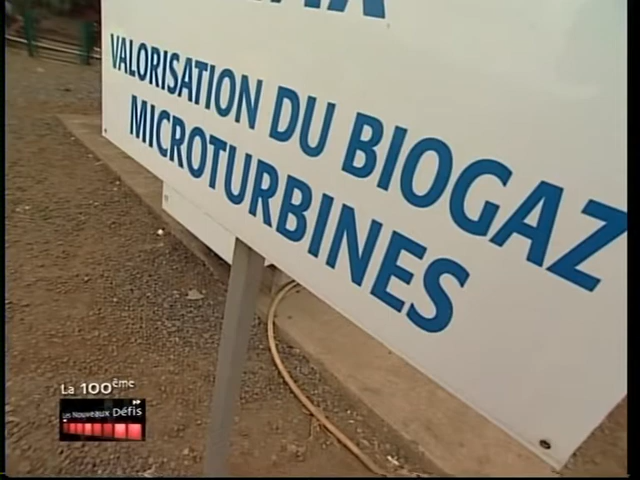 VALORISATION DU BIOGAZ
MICROTURBINES
La 100ème
Les Nouveaux Défis